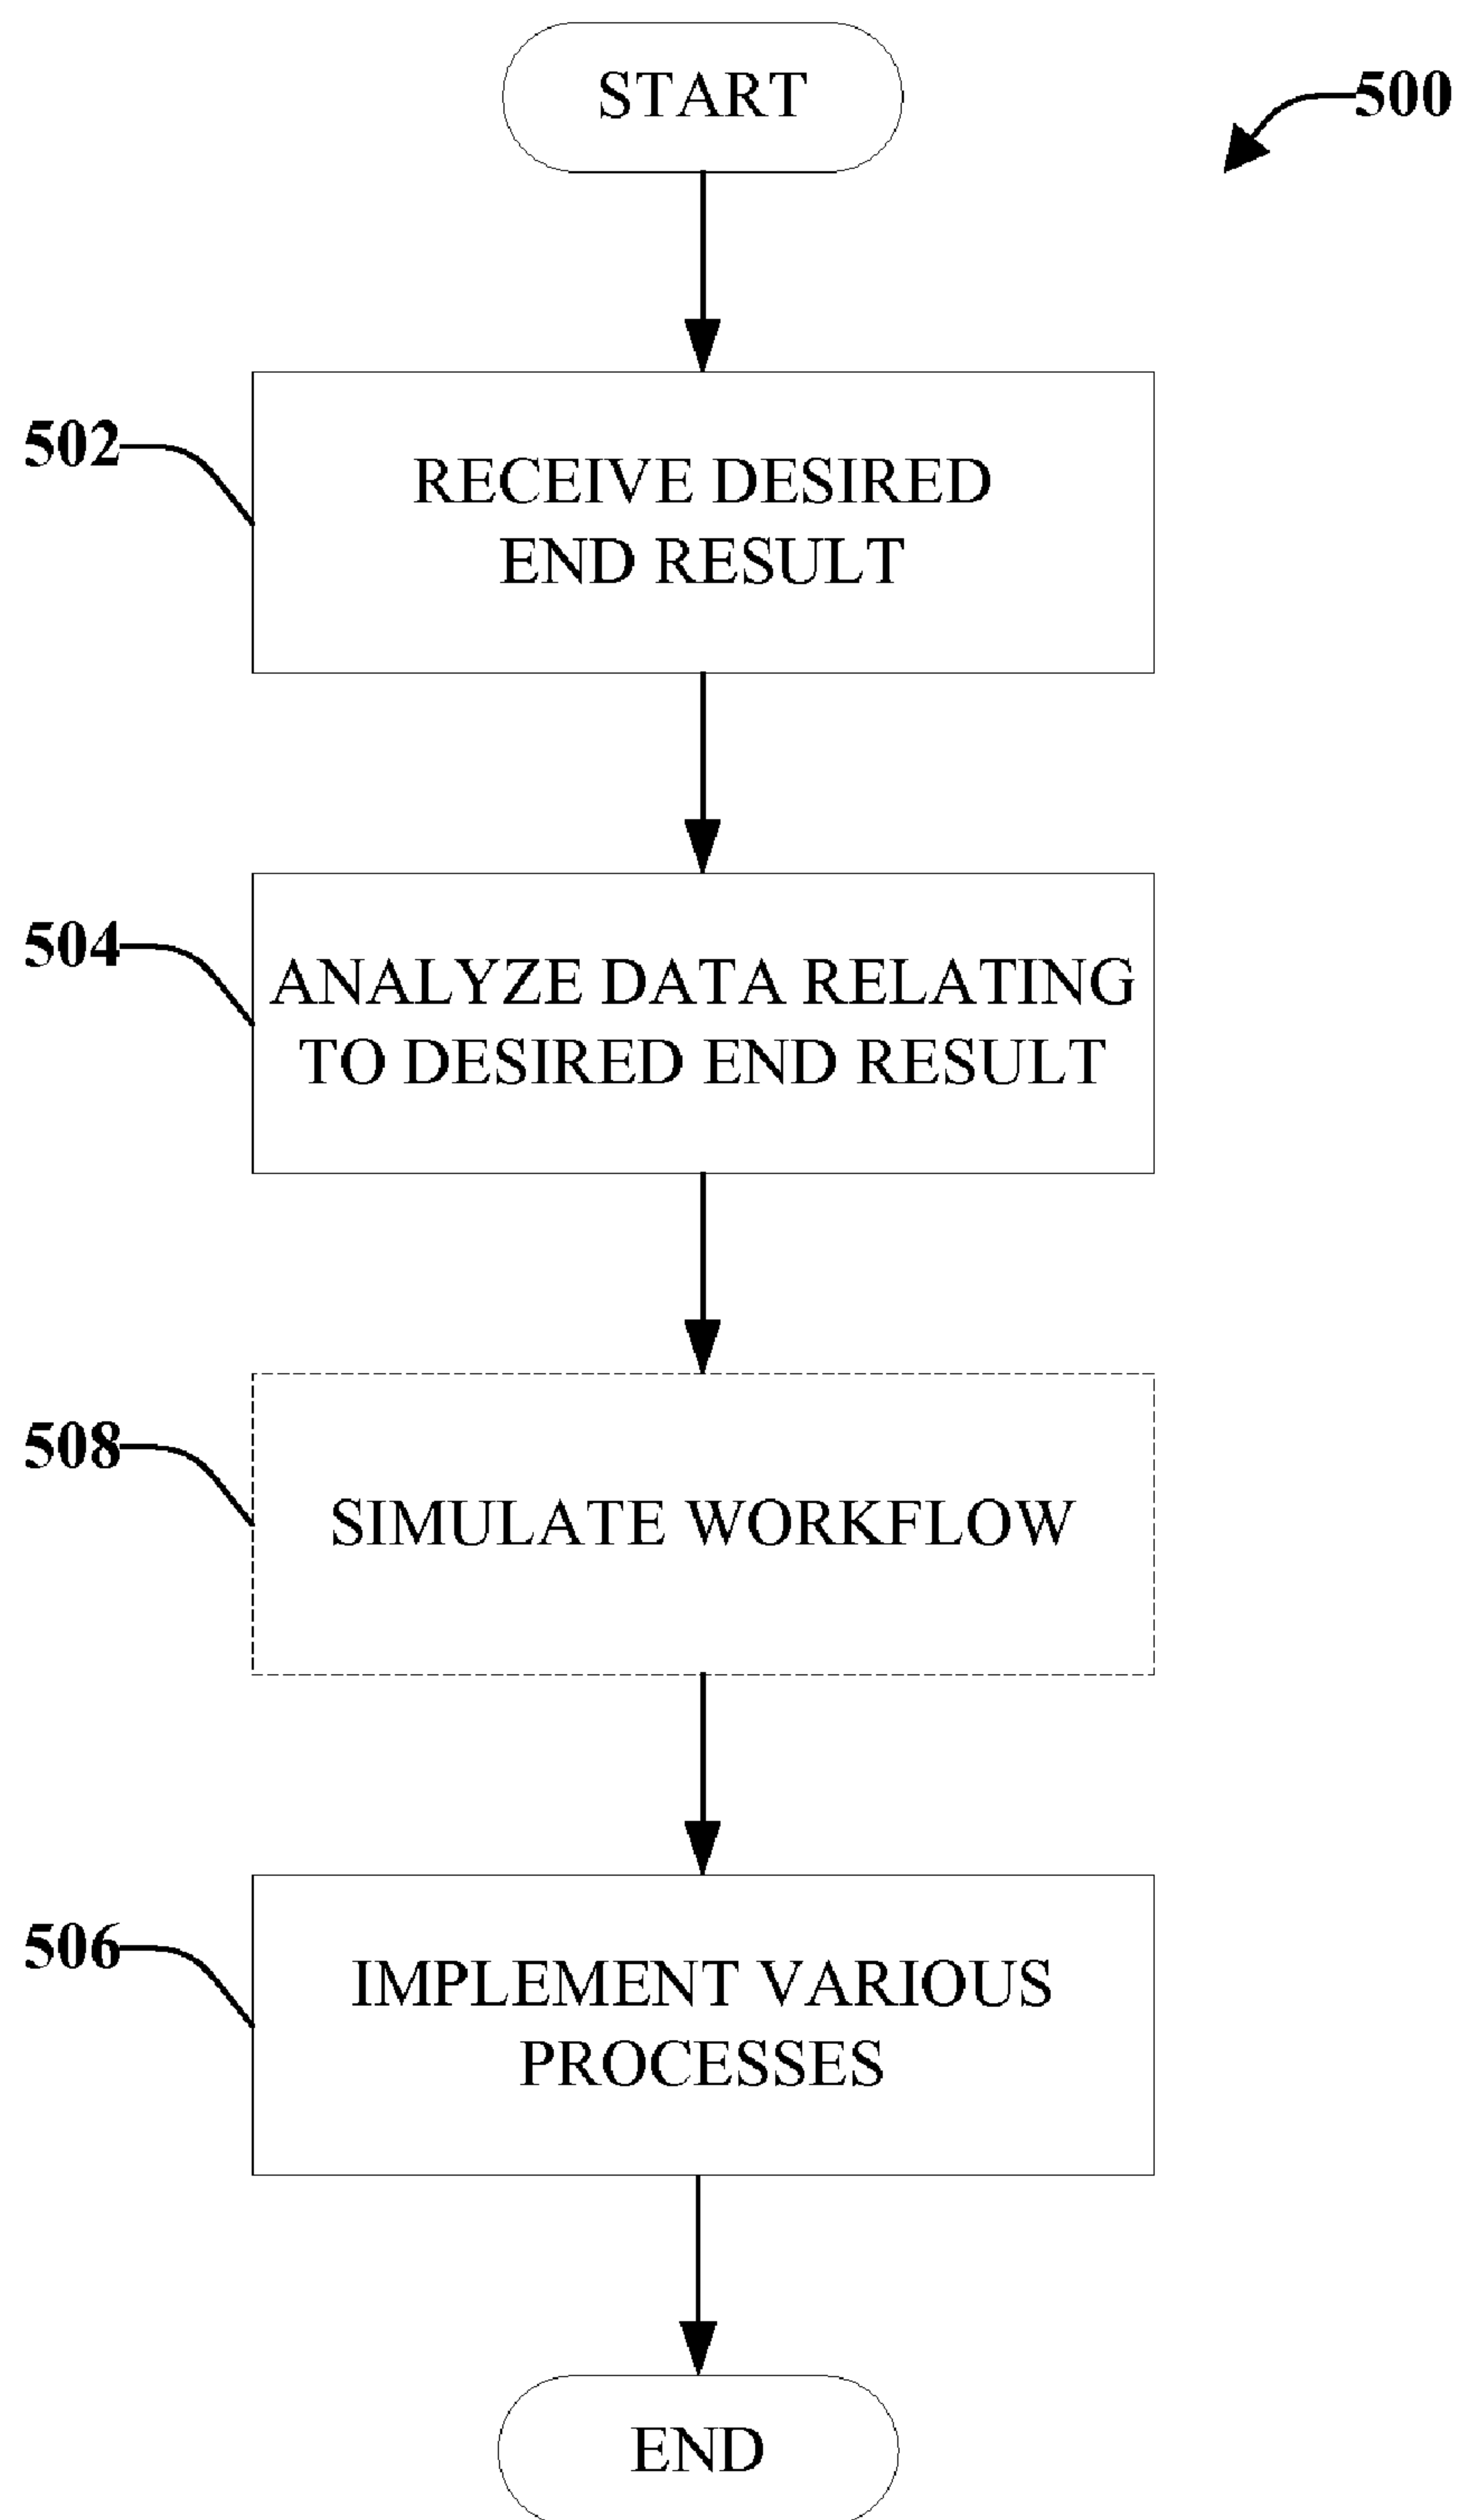 START
500
502
RECEIVE DESIRED
END RESULT
504
ANALYZE DATA RELATING
TO DESIRED END RESULT
508
SIMULATE WORKFLOW
506
IMPLEMENT VARIOUS
PROCESSES
END